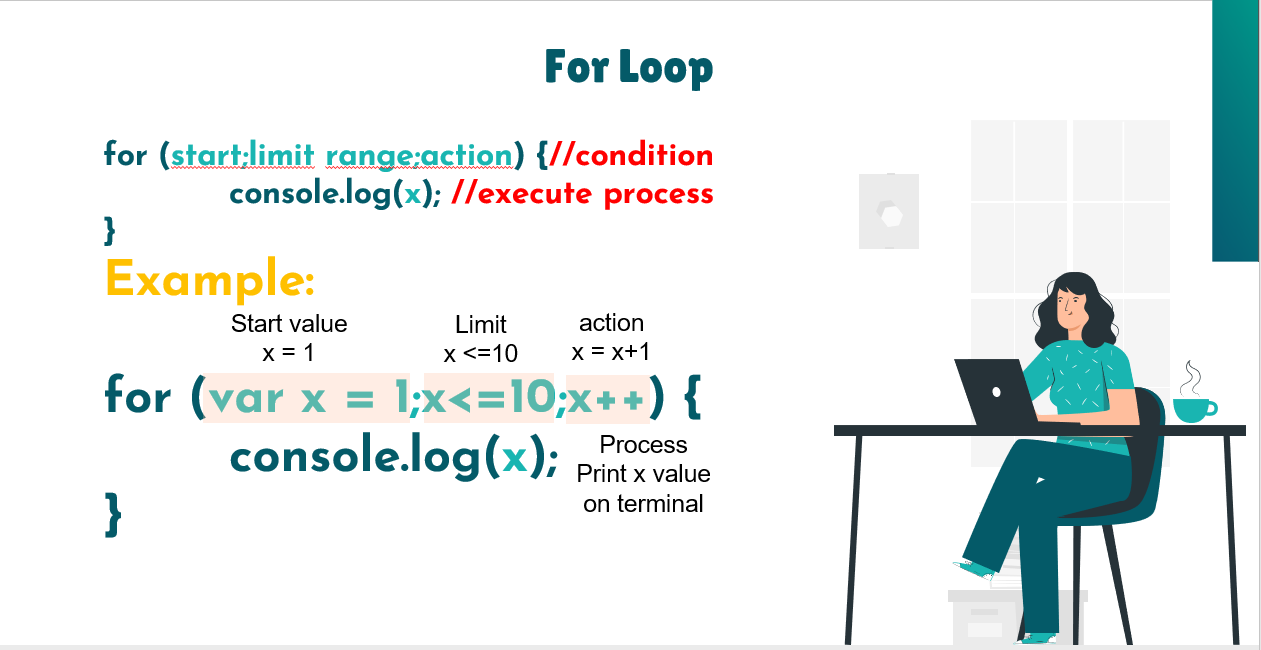 For Loop
for (start;limit range;action) {//condition
console.log(x); //execute process
}
Example:
Start value
x = 1
Limit
x <=10
action
x = x+1
for (var x = 1;x<=10;x++) {
console.log(x);
Process
Print x value
on terminal
}